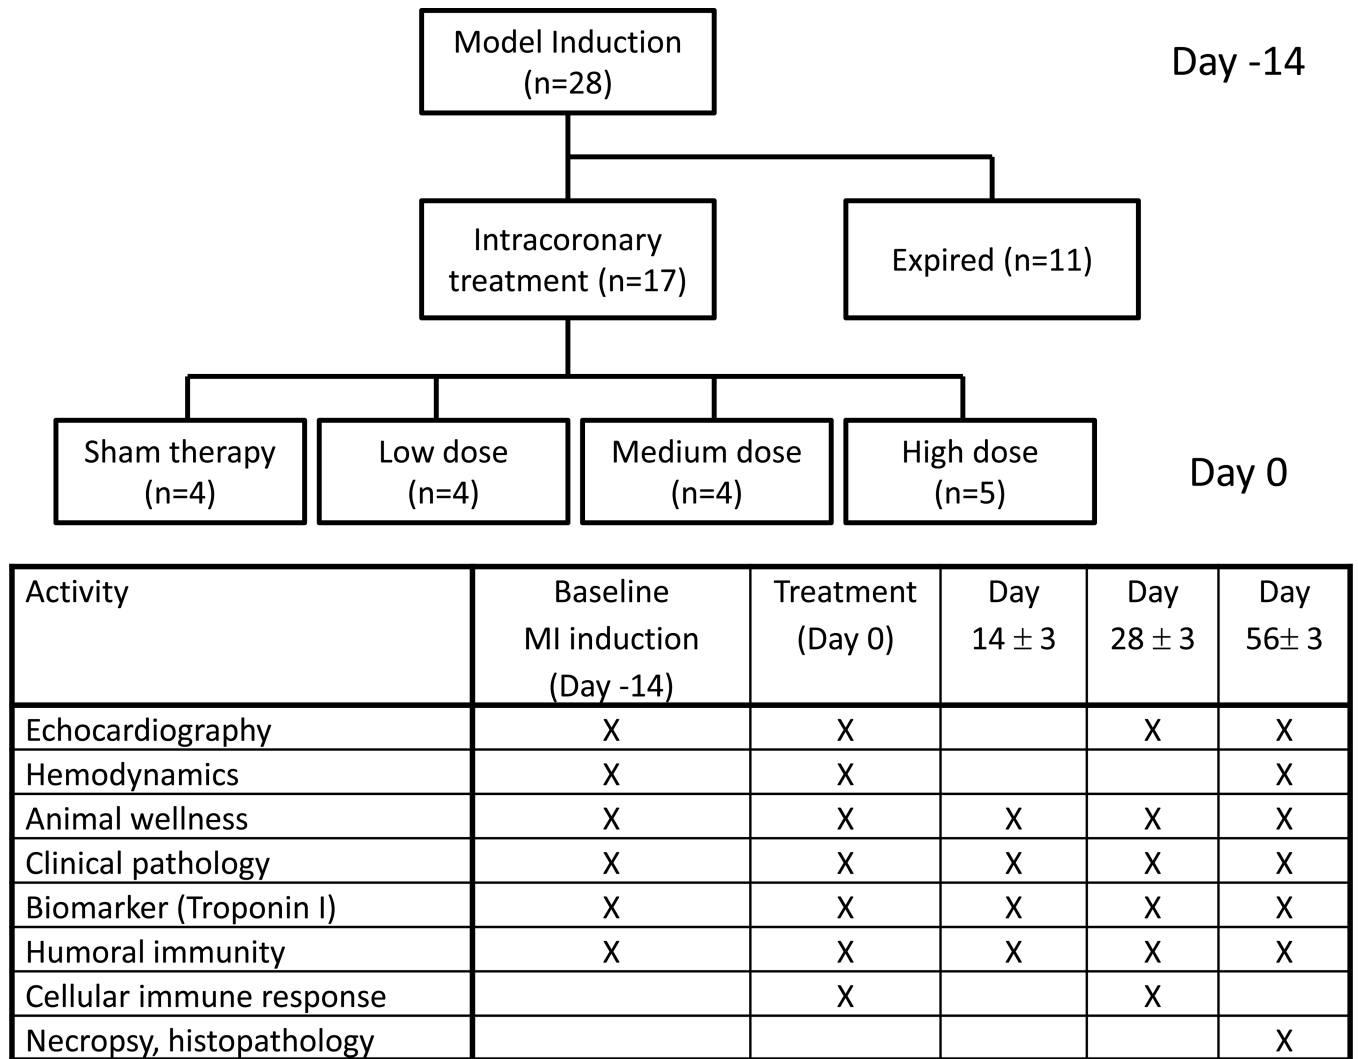 Model Induction
(n=28)
Day -14
Intracoronary
treatment (n=17)
Expired (n=11)
Sham therapy
(n=4)
Low dose
(n=4)
Medium dose
(n=4)
High dose
(n=5)
Day 0
Activity
Baseline
MI induction
(Day -14)
Treatment
(Day 0)
Day
14 ± 3
Day
28 ± 3
Day
56± 3
Echocardiography X X X X
Hemodynamics X X X
Animal wellness X X X X X
Clinical pathology X X X X X
Biomarker (Troponin I) X X X X X
Humoral immunity X X X X X
Cellular immune response X X
Necropsy, histopathology X